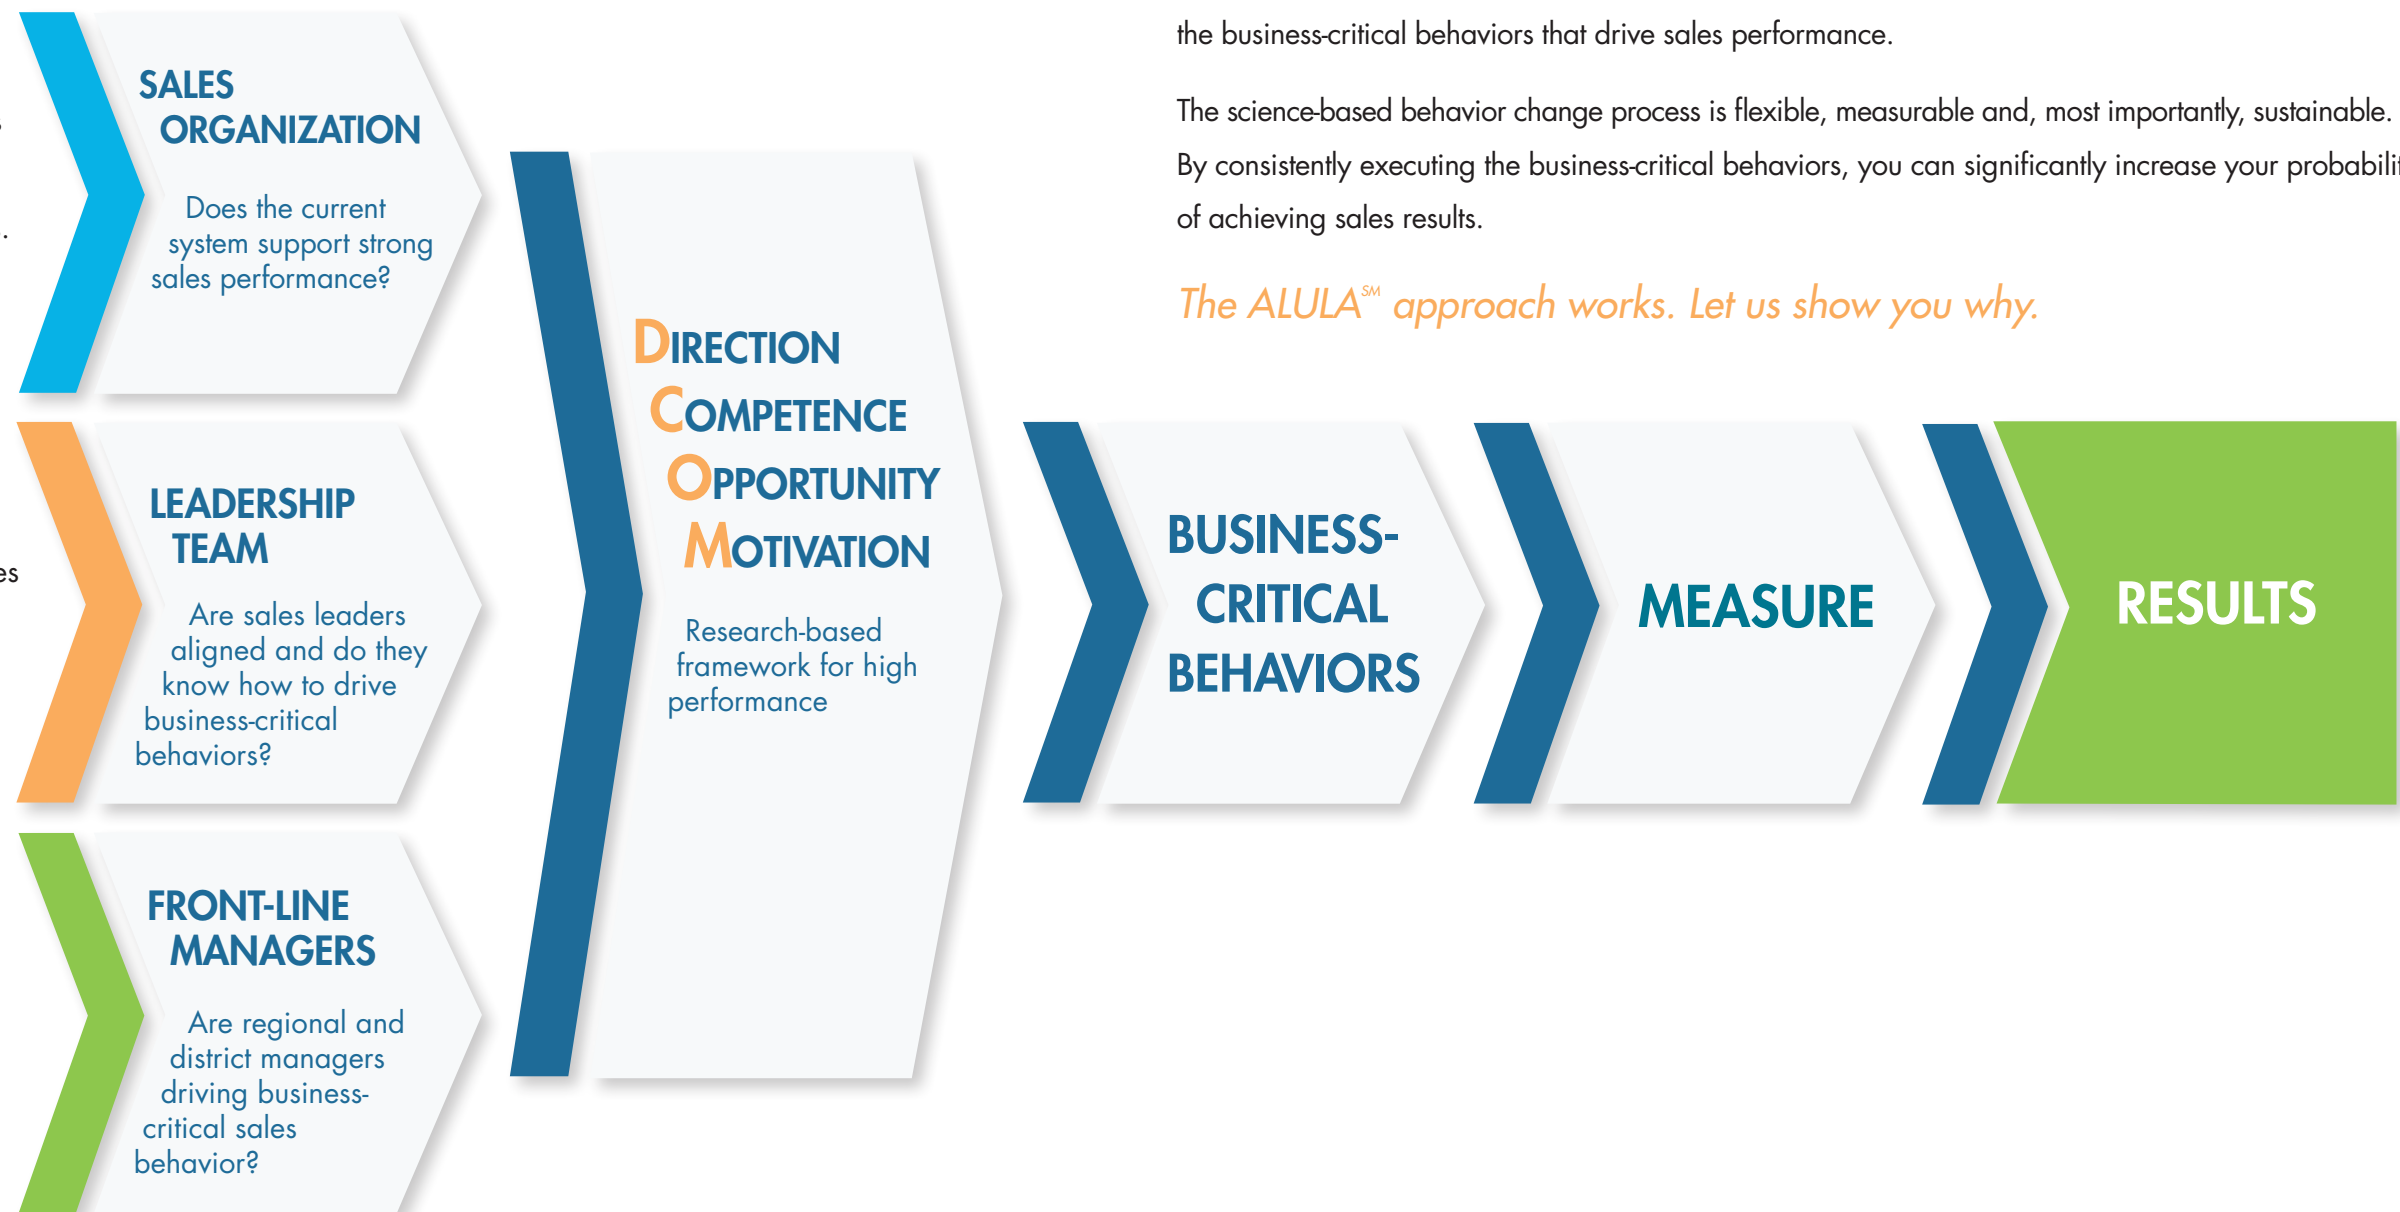 SALES
ORGANIZATION
Does the current
system support strong
sales performance?
LEADERSHIP
TEAM
Are sales leaders
aligned and do they
know how to drive
business-critical
behaviors?
FRONT-LINE
MANAGERS
Are regional and
district managers
driving business-
critical sales
behavior?
DIRECTION
COMPETENCE
OPPORTUNITY
MOTIVATION
Research-based
framework for high
performance
the business-critical behaviors that drive sales performance.
The science-based behavior change process is flexible, measurable and, most importantly, sustainable.
By consistently executing the business-critical behaviors, you can significantly increase your
of achieving sales results.
The ALULA℠ approach works. Let us show you why.
BUSINESS-
CRITICAL
BEHAVIORS
MEASURE
RESULTS